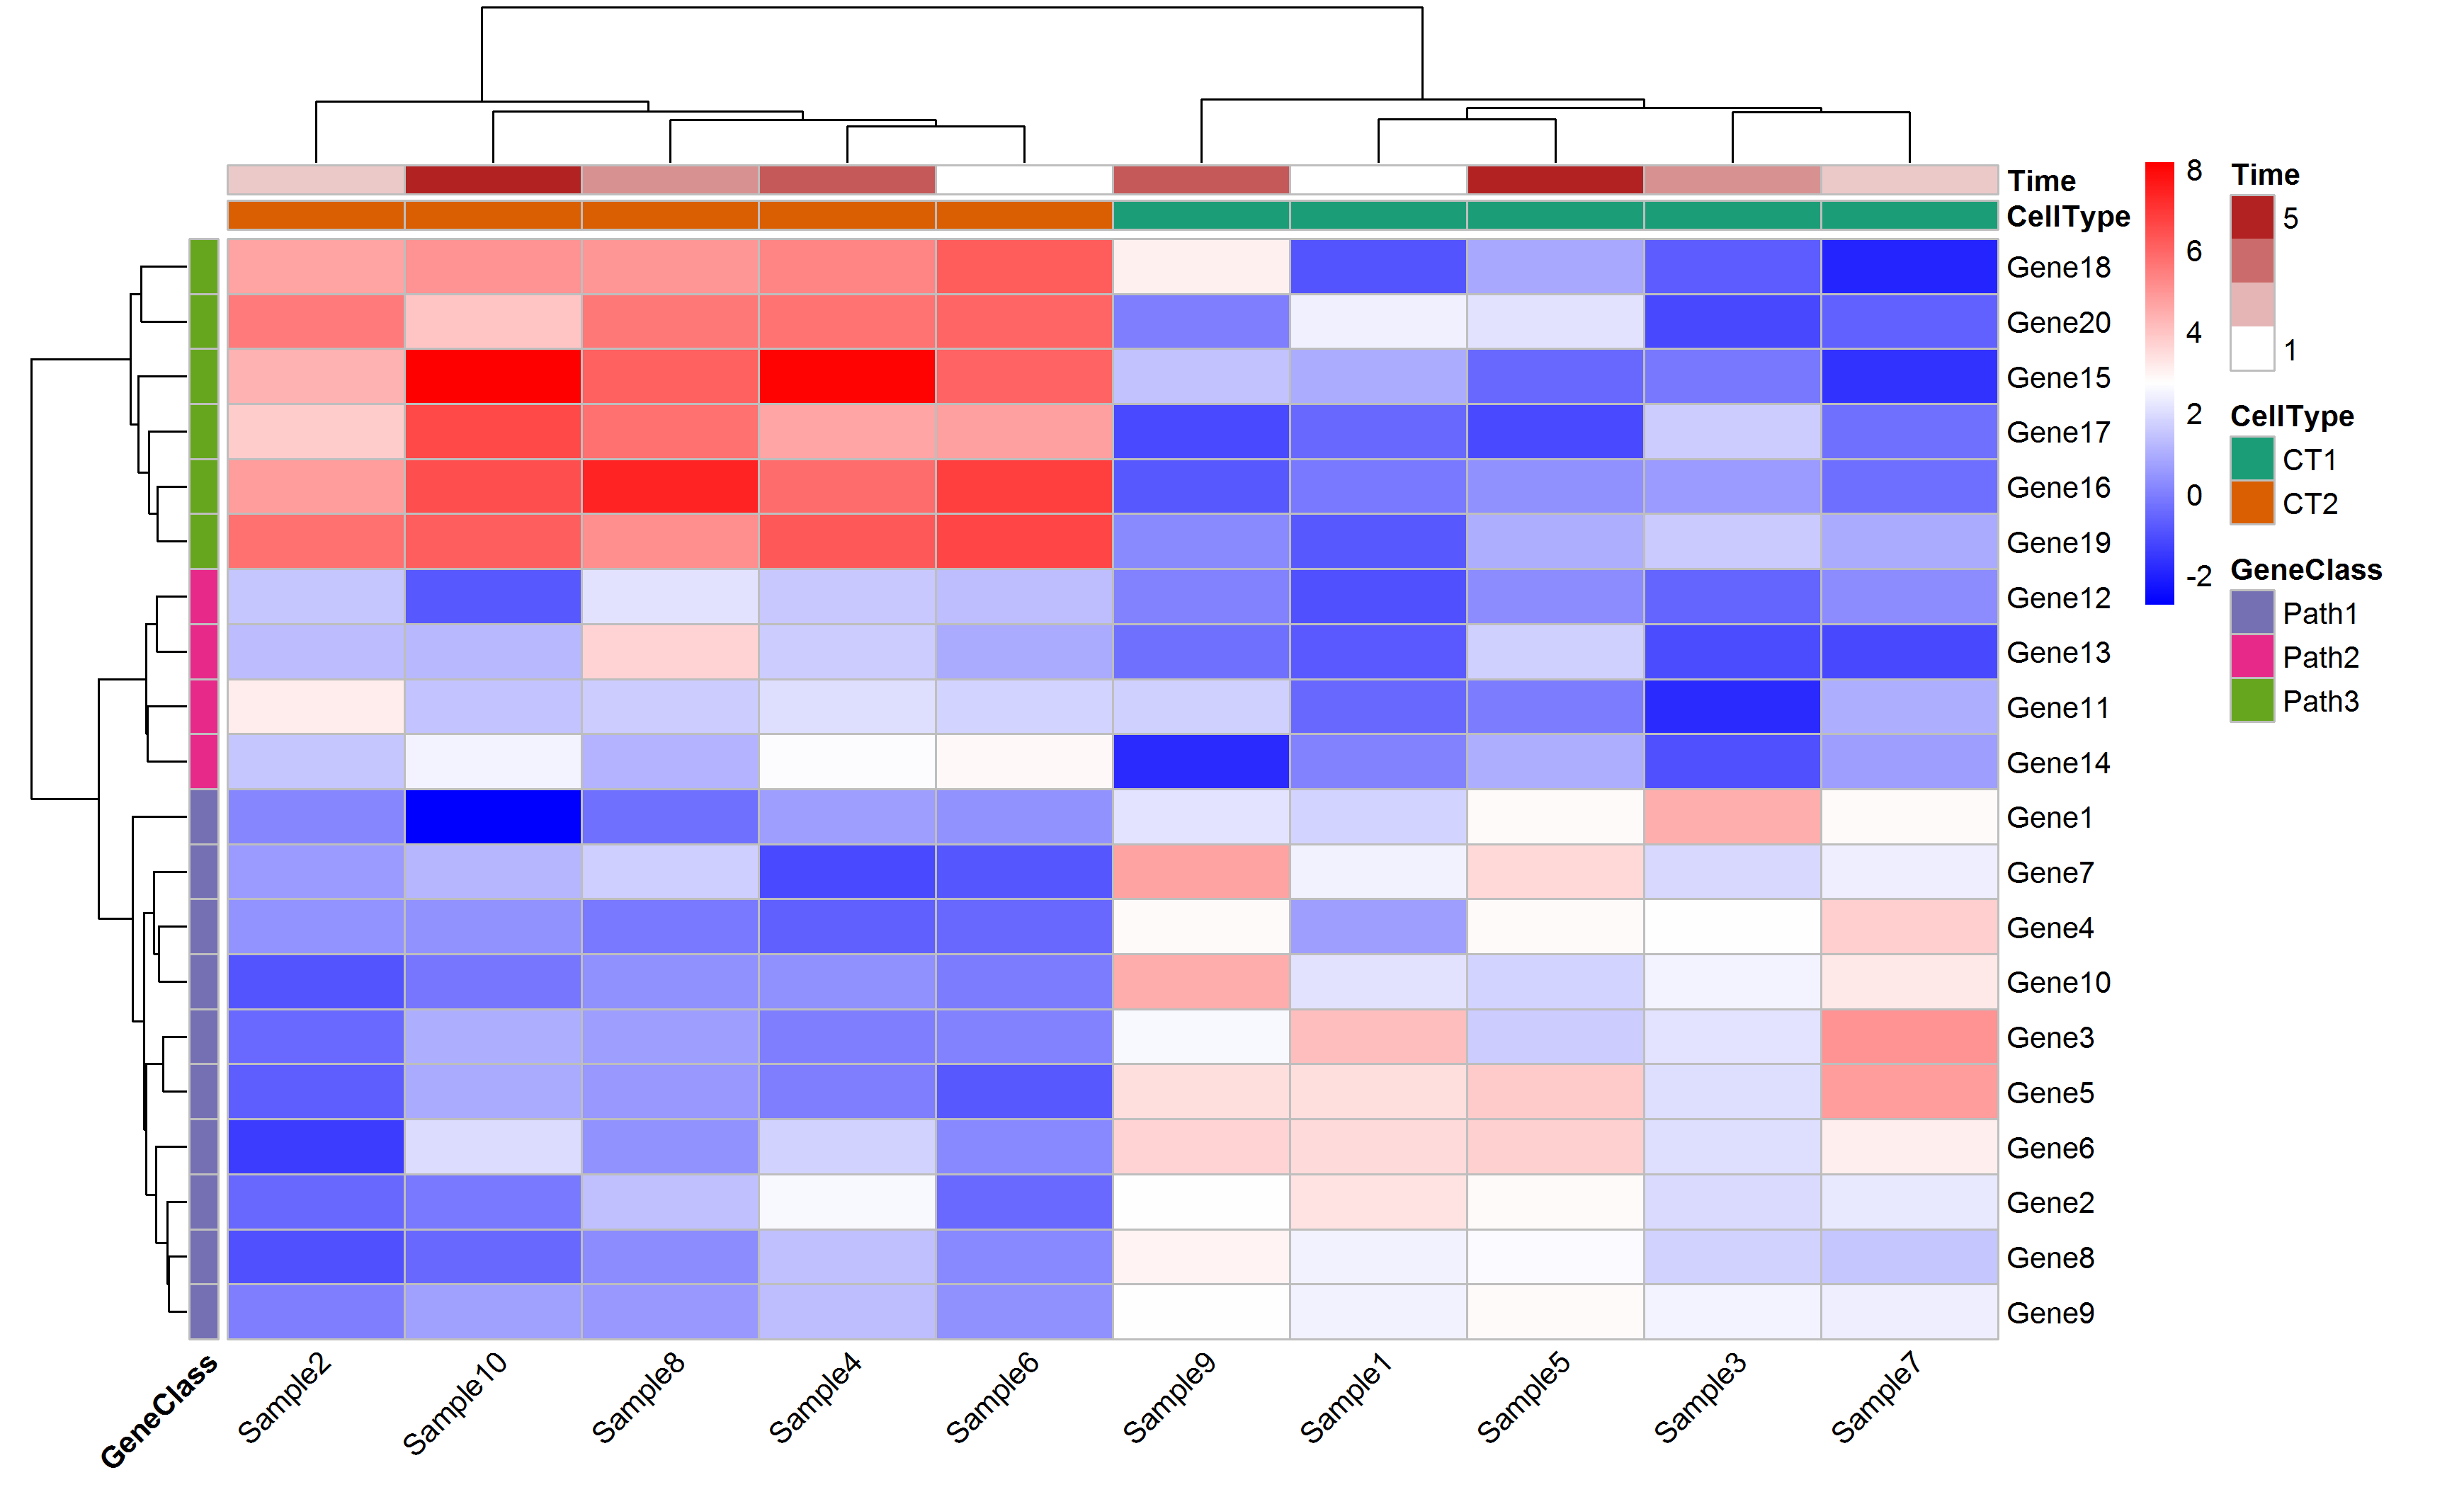 Time
CellType
Gene18
Gene20
Gene15
Gene17
Gene16
Gene19
Gene12
Gene13
Gene11
Gene14
Gene1
Gene7
Gene4
Gene10
Gene3
Gene5
Gene6
Gene2
Gene8
Gene9
GeneClass
Sample2
Sample10
Sample8
Sample4
Sample6
Sample9
Sample1
Sample5
Sample3
Sample7
8
6
4
2
0
-2
Time
5
1
CellType
CT1
CT2
GeneClass
Path1
Path2
Path3